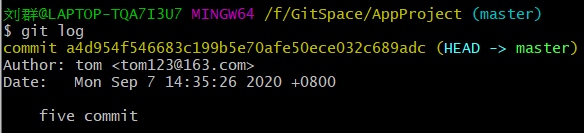 刘群@LAPTOP-TQA7I3U7 MINGW64 /f/GitSpace/AppProject (master)
$ git log
commit a4d954f546683c199b5e70afe50ece032c689adc (HEAD -> master)
Author: tom <tom123@163.com>
Date:   Mon Sep 7 14:35:26 2020 +0800
    five commit